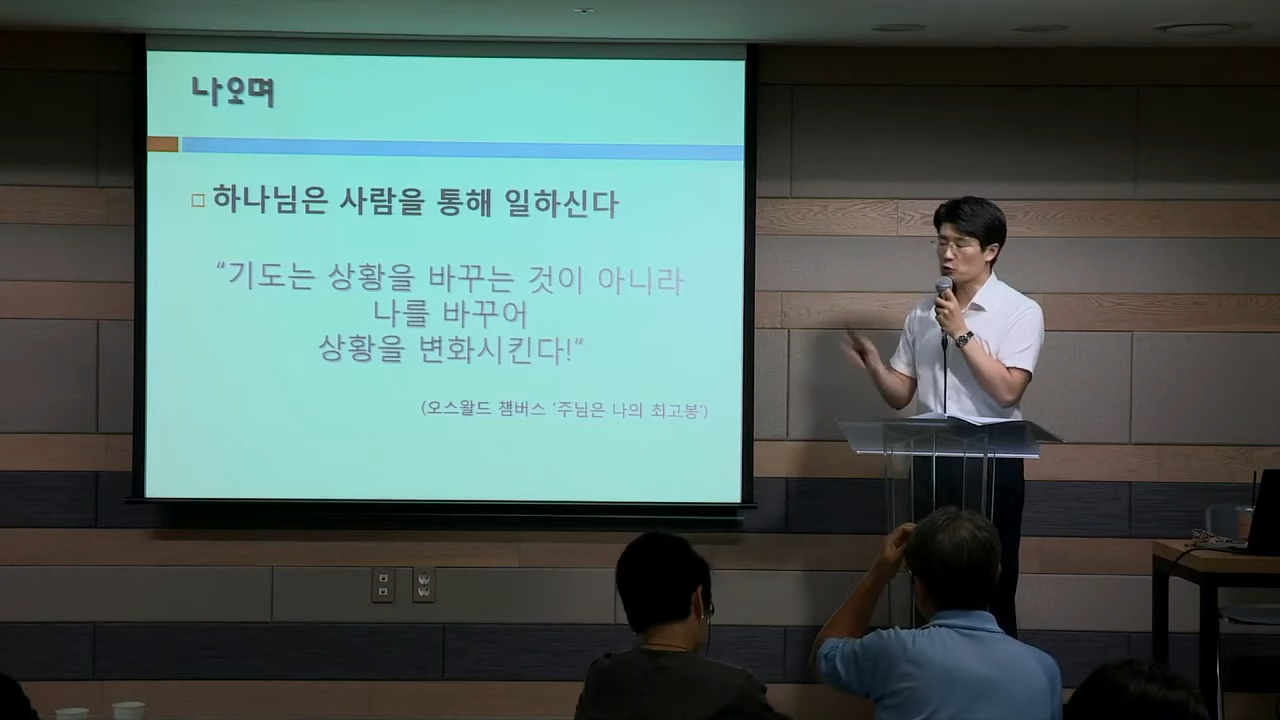 나오며
하나님은 사람을 통해 일하신다
“기도는 상황을 바꾸는 것이 아니라
나를 바꾸어
상황을 변화시킨다!”
(오스왈드 챔버스 ‘주님은 나의 최고봉’)